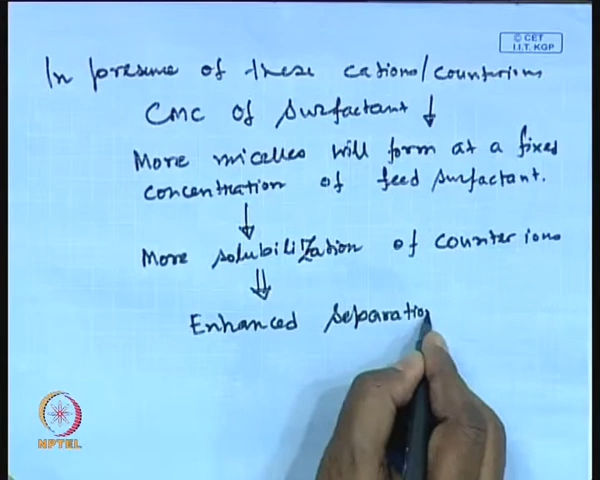 © CET
I.I.T. KGP
In presence of these cations/counterions
CMC of surfactant ↓
More micelles will form at a fixed
concentration of feed surfactant.
↓
More solubilization of counter ions
⇓
Enhanced separation
NPTEL